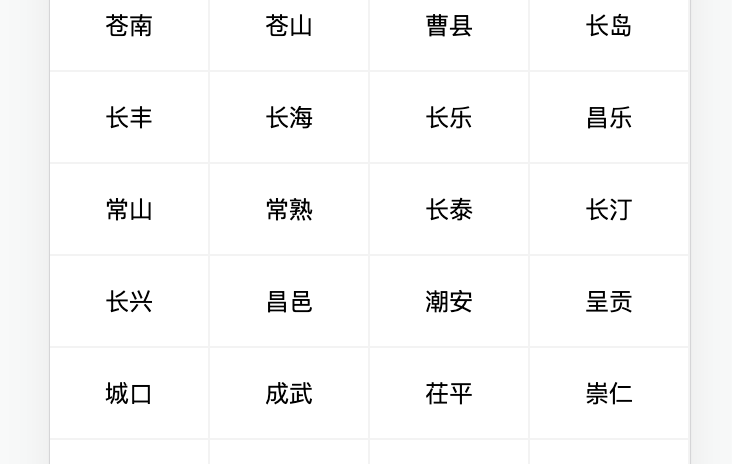 苍南 苍山 曹县 长岛
长丰 长海 长乐 昌乐
常山 常熟 长泰 长汀
长兴 昌邑 潮安 呈贡
城口 成武 茌平 崇仁